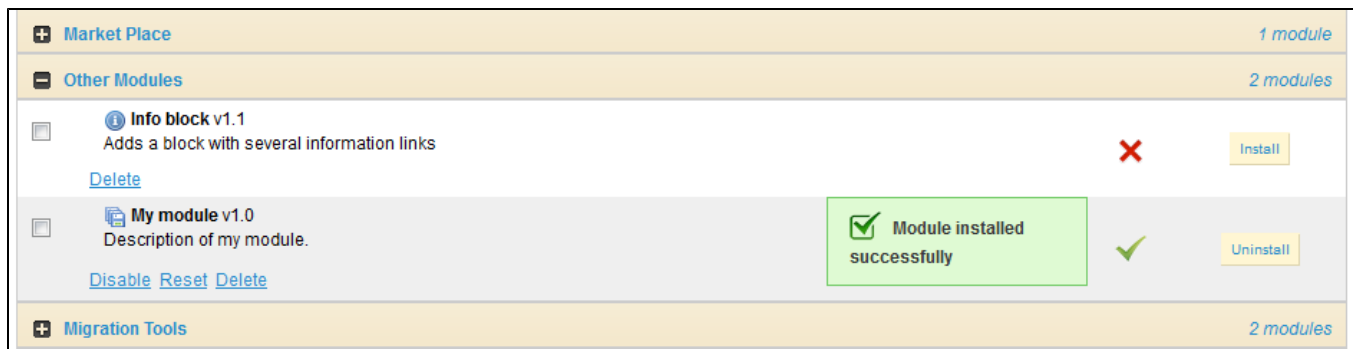 Market Place 1 module
Other Modules 2 modules
Info block v1.1
Adds a block with several information links
Install
Delete
My module v1.0
Description of my module.
Module installed
successfully
Uninstall
Disable Reset Delete
Migration Tools 2 modules